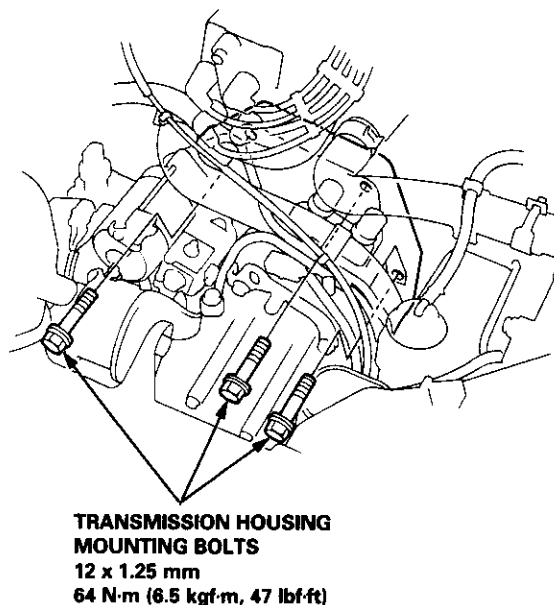 TRANSMISSION HOUSING
MOUNTING BOLTS
12 x 1.25 mm
64 N·m (6.5 kgf·m, 47 lbf·ft)